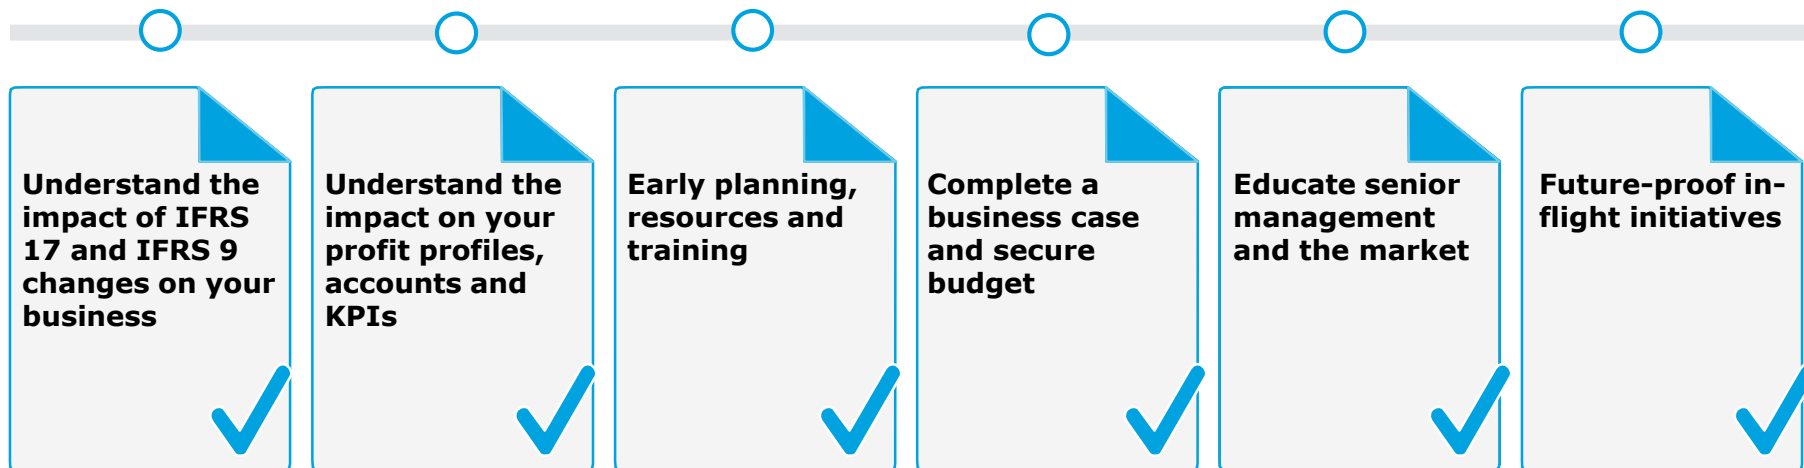 Understand the
impact of IFRS
17 and IFRS 9
changes on your
business
Understand the
impact on your
profit profiles,
accounts and
KPIs
Early planning,
resources and
training
Complete a
business case
and secure
budget
Educate senior
management
and the market
Future-proof in-
flight initiatives